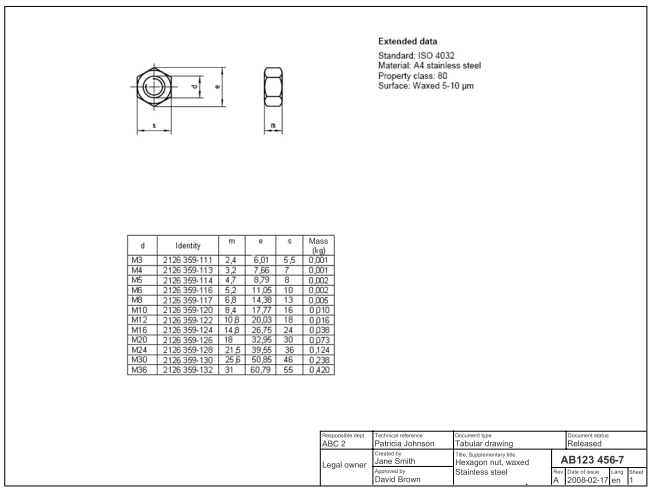 Extended data
Standard: ISO 4032
Material: A4 stainless steel
Property class: 80
Surface: Waxed 5-10 µm
d
e
s
m
d Identity m e s Mass (kg)
M3 2126 359-111 2,4 6,01 5,5 0,001
M4 2126 359-113 3,2 7,66 7 0,001
M5 2126 359-114 4,7 8,79 8 0,002
M6 2126 359-116 5,2 11,05 10 0,002
M8 2126 359-117 6,8 14,38 13 0,005
M10 2126 359-120 8,4 17,77 16 0,010
M12 2126 359-122 10,8 20,03 18 0,016
M16 2126 359-124 14,8 26,75 24 0,038
M20 2126 359-126 18 32,95 30 0,073
M24 2126 359-128 21,5 39,55 36 0,124
M30 2126 359-130 25,6 50,85 46 0,238
M36 2126 359-132 31 60,79 55 0,420
Responsible dept. Technical reference Document type Document status
ABC 2 Patricia Johnson Tabular drawing Released
Legal owner
Created by
Jane Smith
Approved by
David Brown
Title, Supplementary title
Hexagon nut, waxed
Stainless steel
AB123 456-7
Rev. Date of issue Lang. Sheet
A 2008-02-17 en 1